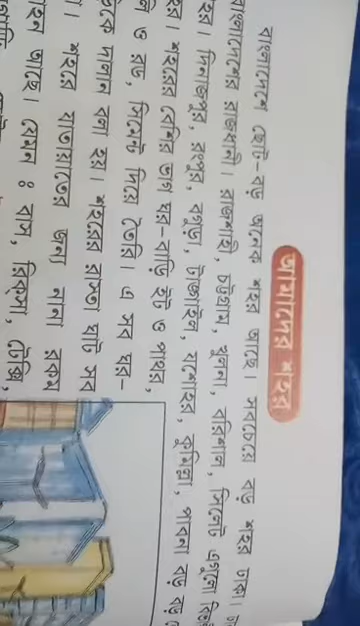 আমাদের শহর
বাংলাদেশে ছোট-বড় অনেক শহর আছে। সবচেয়ে বড় শহর ঢাকা।
বাংলাদেশের রাজধানী। রাজশাহী, চট্টগ্রাম, খুলনা, বরিশাল, সিলেট এগুলো
শহর। দিনাজপুর, রংপুর, বগুড়া, টাঙ্গাইল, যশোহর, কুমিল্লা, পাবনা বড় বড়
শহর। শহরের বেশির ভাগ ঘর-বাড়ি ইট ও পাথর,
ও রড, সিমেন্ট দিয়ে তৈরি। এ সব ঘর-
দালান বলা হয়। শহরের রাস্তা ঘাট সব
। শহরে যাতায়াতের জন্য নানা রকম
আছে। যেমন ঃ বাস, রিক্সা, টেক্সি,